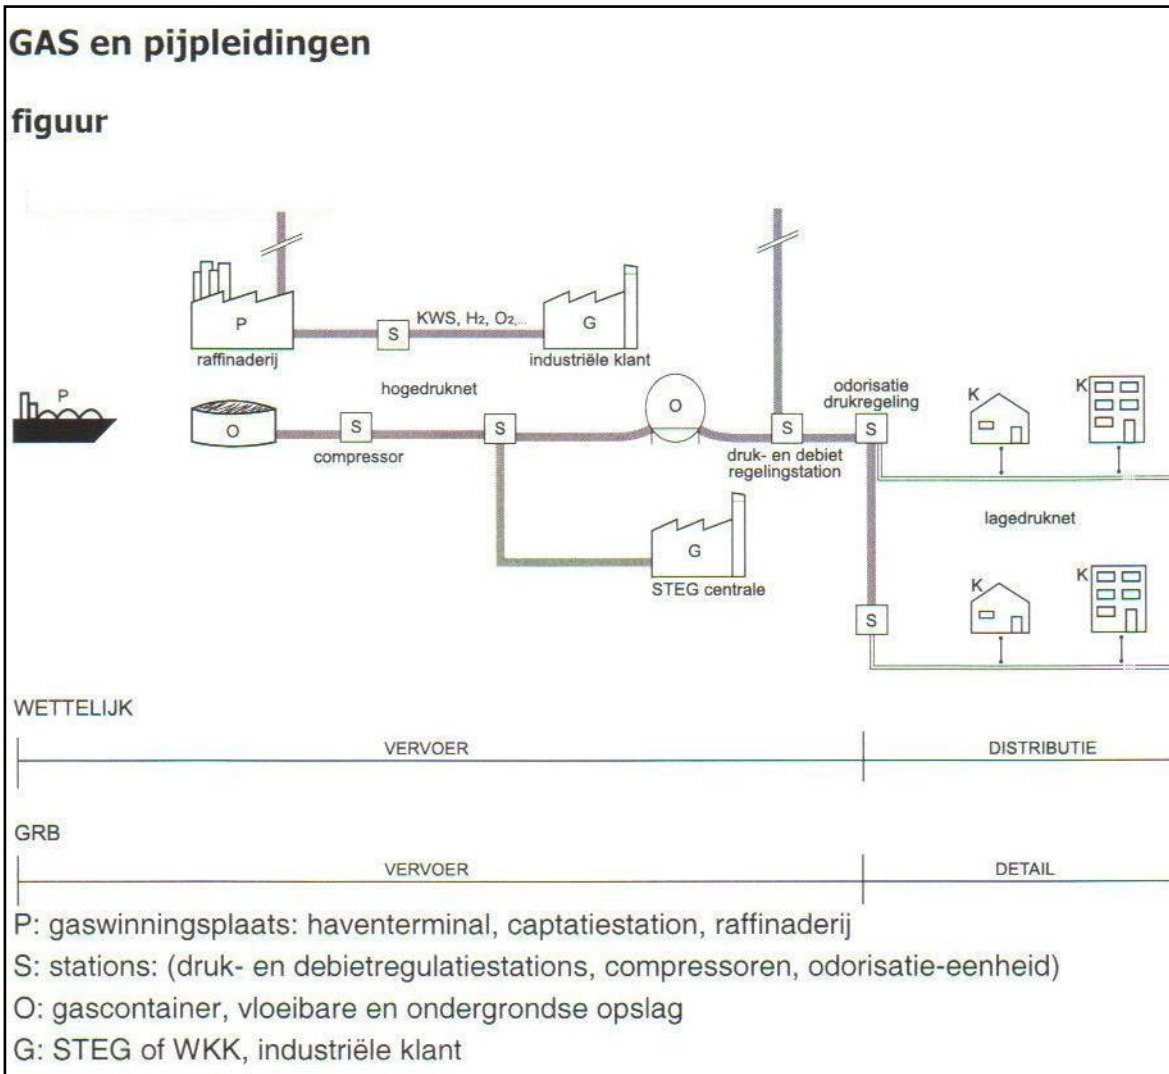 GAS en pijpleidingen
figuur
P
raffinaderij
S
KWS, H2, O2,...
G
industriële klant
hogedruknet
P
O
S
compressor
S
O
S
druk- en debiet
regelingstation
odorisatie
drukregeling
S
K
K
lagedruknet
G
STEG centrale
S
K
K
WETTELIJK
VERVOER
DISTRIBUTIE
GRB
VERVOER
DETAIL
P: gaswinningsplaats: haventerminal, captatiestation, raffinaderij
S: stations: (druk- en debietregulatiestations, compressoren, odorisatie-eenheid)
O: gascontainer, vloeibare en ondergrondse opslag
G: STEG of WKK, industriële klant